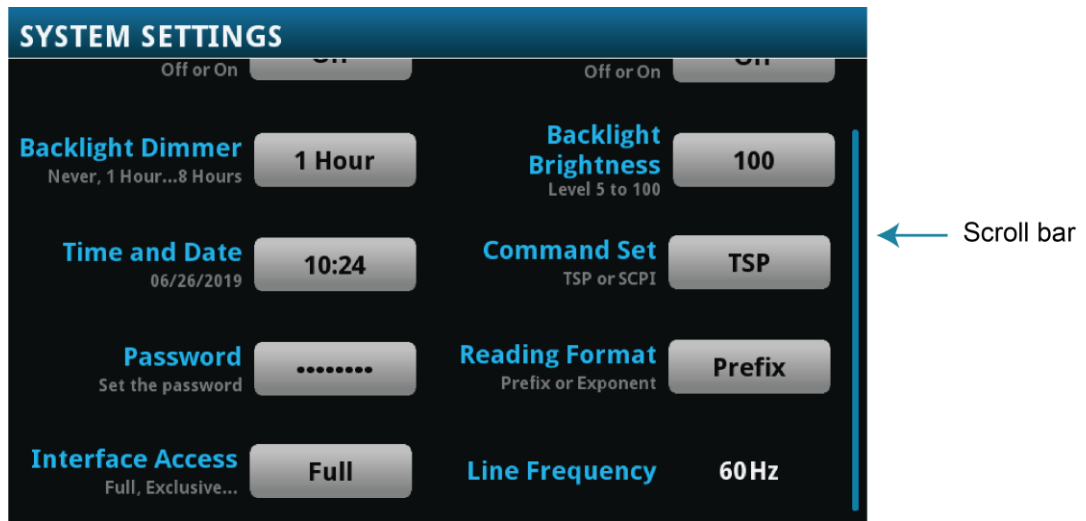 SYSTEM SETTINGS
Off or On
Off or On
Backlight Dimmer
Never, 1 Hour...8 Hours
1 Hour
Backlight
Brightness
Level 5 to 100
100
Time and Date
06/26/2019
10:24
Command Set
TSP or SCPI
TSP
Scroll bar
Password
Set the password
••••••••
Reading Format
Prefix or Exponent
Prefix
Interface Access
Full, Exclusive...
Full
Line Frequency
60Hz